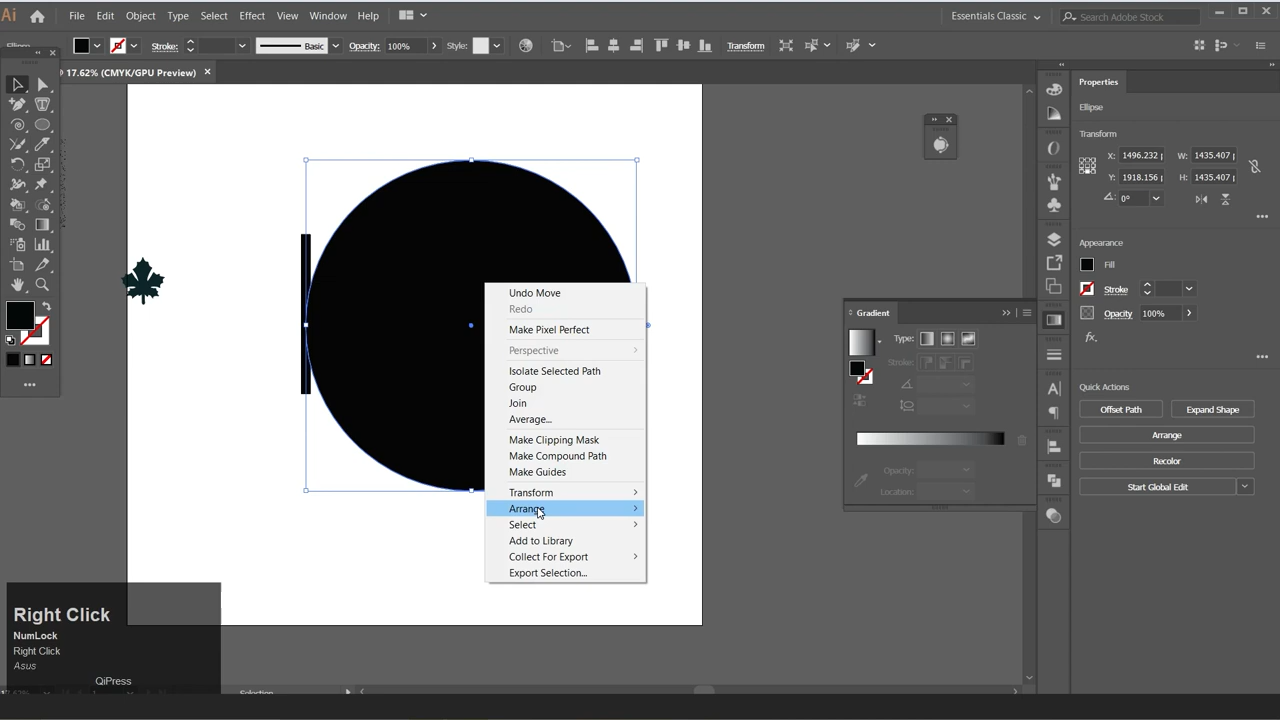 Ai File Edit Object Type Select Effect View Window Help Essentials Classic Search Adobe Stock
Ellipse Stroke: Basic Opacity: 100% Style: Transform
17.62% (CMYK/GPU Preview) ×
Properties
Ellipse
Transform
X: 1496.232 p W: 1435.407 p
Y: 1918.156 p H: 1435.407 p
0°
Appearance
Fill
Stroke
Opacity 100%
fx.
Quick Actions
Offset Path Expand Shape
Arrange
Recolor
Start Global Edit
Gradient
Type:
Stroke:
Opacity:
Location:
Undo Move
Redo
Make Pixel Perfect
Perspective
Isolate Selected Path
Group
Join
Average...
Make Clipping Mask
Make Compound Path
Make Guides
Transform
Arrange
Select
Add to Library
Collect For Export
Export Selection...
Right Click
NumLock
Right Click
Asus
QiPress
Selection